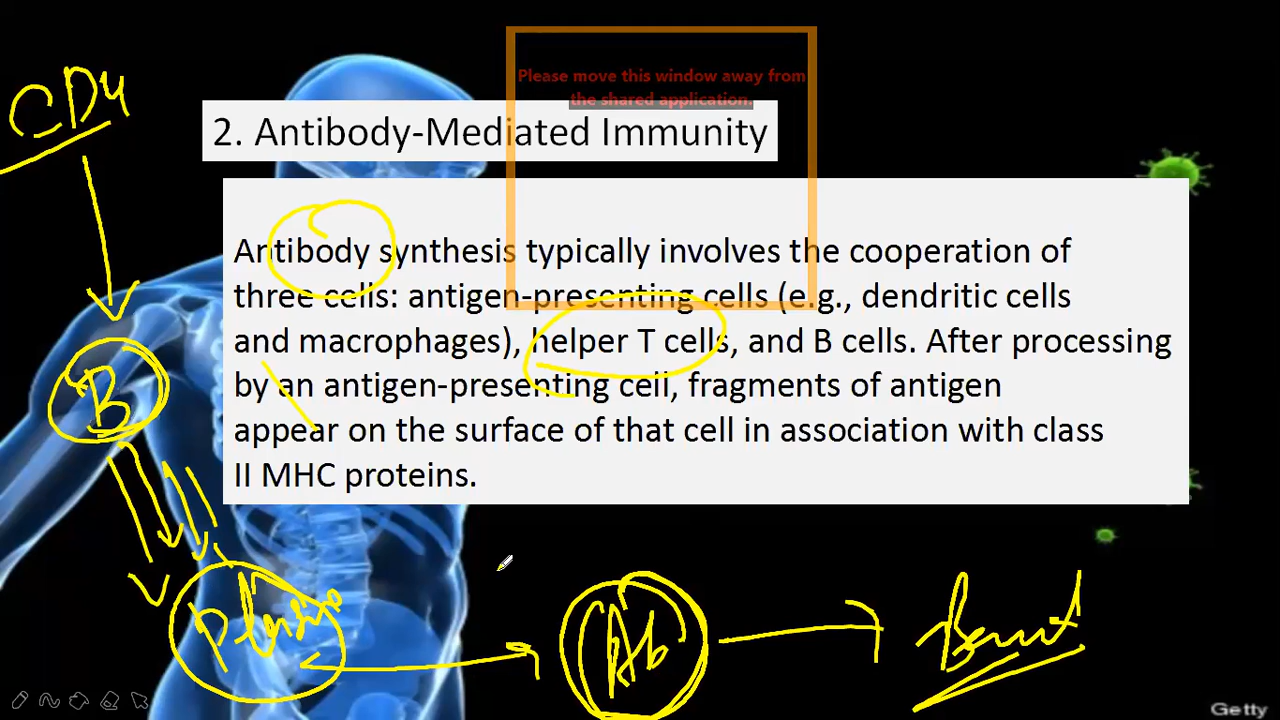 Please move this window away from
the shared application.
CD4
2. Antibody-Mediated Immunity
Antibody synthesis typically involves the cooperation of
three cells: antigen-presenting cells (e.g., dendritic cells
and macrophages), helper T cells, and B cells. After processing
by an antigen-presenting cell, fragments of antigen
appear on the surface of that cell in association with class
II MHC proteins.
B
Ab
Getty